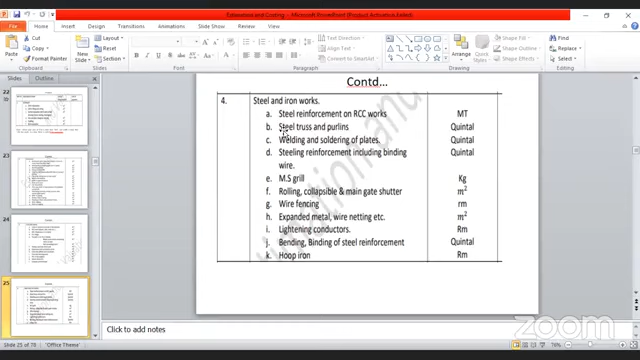 Estimation and Costing - Microsoft PowerPoint (Product Activation Failed)
File Home Insert Design Transitions Animations Slide Show Review View
Cut
Copy
Format Painter
Paste
Clipboard
New Slide
Layout
Reset
Section
Slides
Font
Text Direction
Align Text
Convert to SmartArt
Paragraph
Arrange
Quick Styles
Shape Fill
Shape Outline
Shape Effects
Drawing
Find
Replace
Select
Editing
Slides Outline
22
23
24
25
Contd...
4. Steel and iron works.
a. Steel reinforcement on RCC works MT
b. Steel truss and purlins Quintal
c. Welding and soldering of plates. Quintal
d. Steeling reinforcement including binding Quintal
wire.
e. M.S grill Kg
f. Rolling, collapsible & main gate shutter m²
g. Wire fencing rm
h. Expanded metal, wire netting etc. m²
i. Lightening conductors. Rm
j. Bending, Binding of steel reinforcement Quintal
k. Hoop iron Rm
Click to add notes
Slide 25 of 78 "Office Theme" 76%
zoom